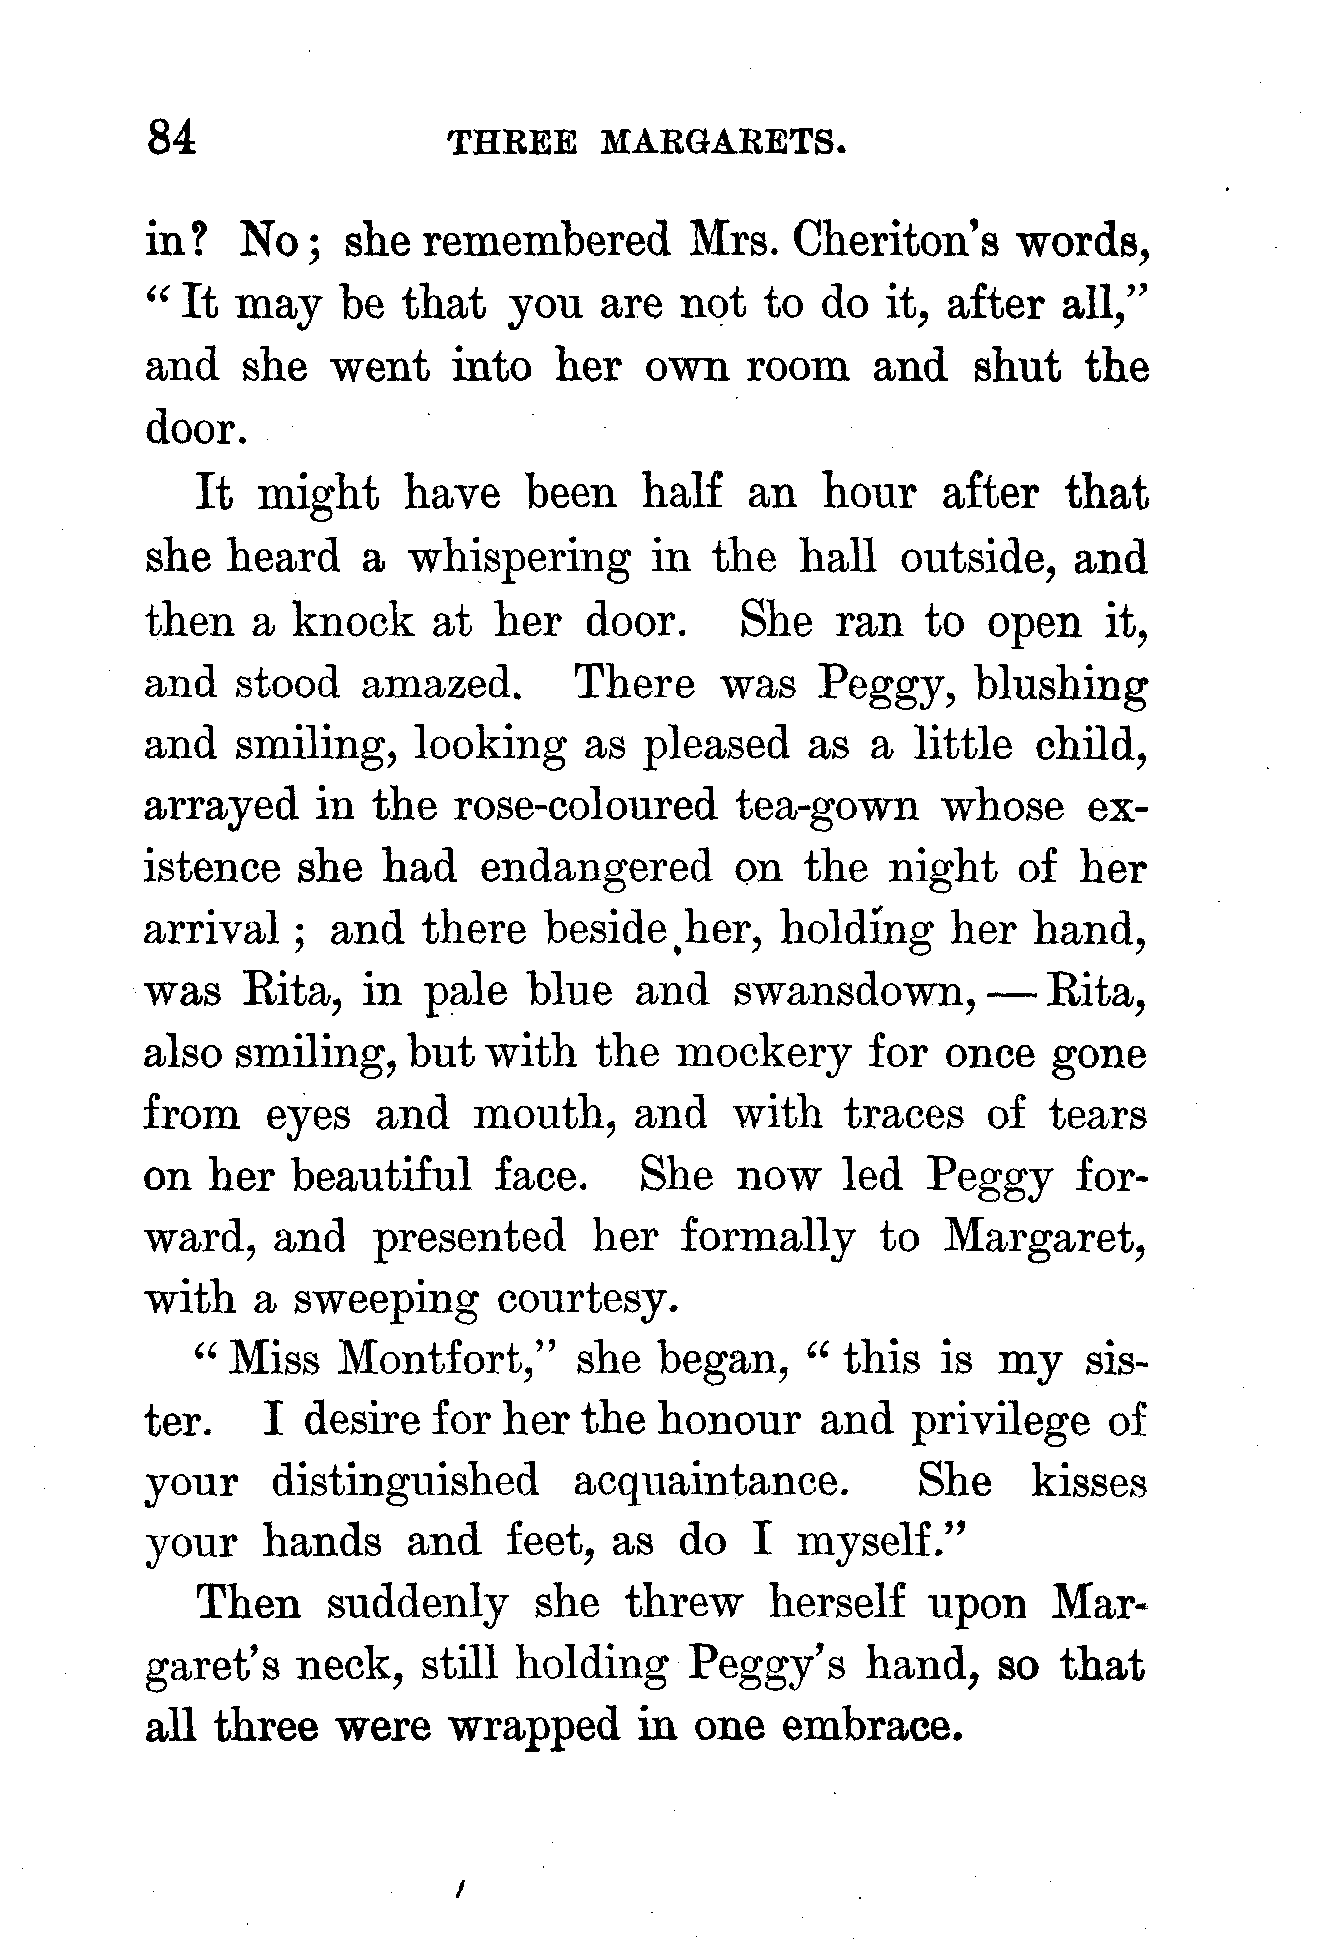 84 THREE MARGARETS.
in? No; she remembered Mrs. Cheriton's words,
“It may be that you are not to do it, after all,”
and she went into her own room and shut the
door.
It might have been half an hour after that
she heard a whispering in the hall outside, and
then a knock at her door. She ran to open it,
and stood amazed. There was Peggy, blushing
and smiling, looking as pleased as a little child,
arrayed in the rose-coloured tea-gown whose ex-
istence she had endangered on the night of her
arrival; and there beside her, holding her hand,
was Rita, in pale blue and swansdown, — Rita,
also smiling, but with the mockery for once gone
from eyes and mouth, and with traces of tears
on her beautiful face. She now led Peggy for-
ward, and presented her formally to Margaret,
with a sweeping courtesy.
“Miss Montfort,” she began, “this is my sis-
ter. I desire for her the honour and privilege of
your distinguished acquaintance. She kisses
your hands and feet, as do I myself.”
Then suddenly she threw herself upon Mar-
garet's neck, still holding Peggy's hand, so that
all three were wrapped in one embrace.